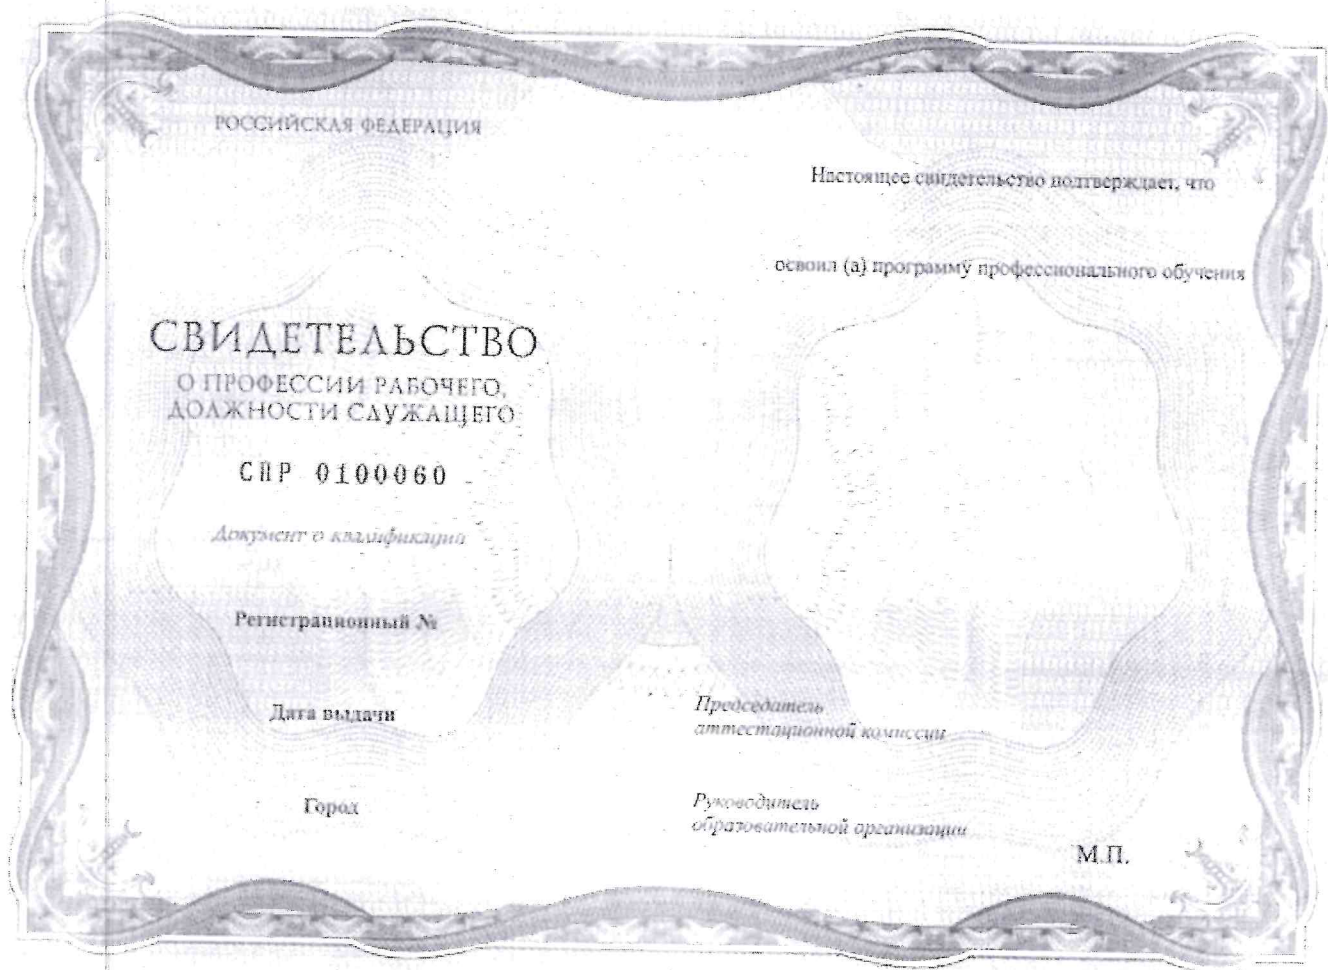 РОССИЙСКАЯ ФЕДЕРАЦИЯ
СВИДЕТЕЛЬСТВО
О ПРОФЕССИИ РАБОЧЕГО,
ДОЛЖНОСТИ СЛУЖАЩЕГО
СПР 0100060
Документ о квалификации
Регистрационный №
Дата выдачи
Город
Настоящее свидетельство подтверждает, что
освоил (а) программу профессионального обучения
Председатель
аттестационной комиссии
Руководитель
образовательной организации
М.П.